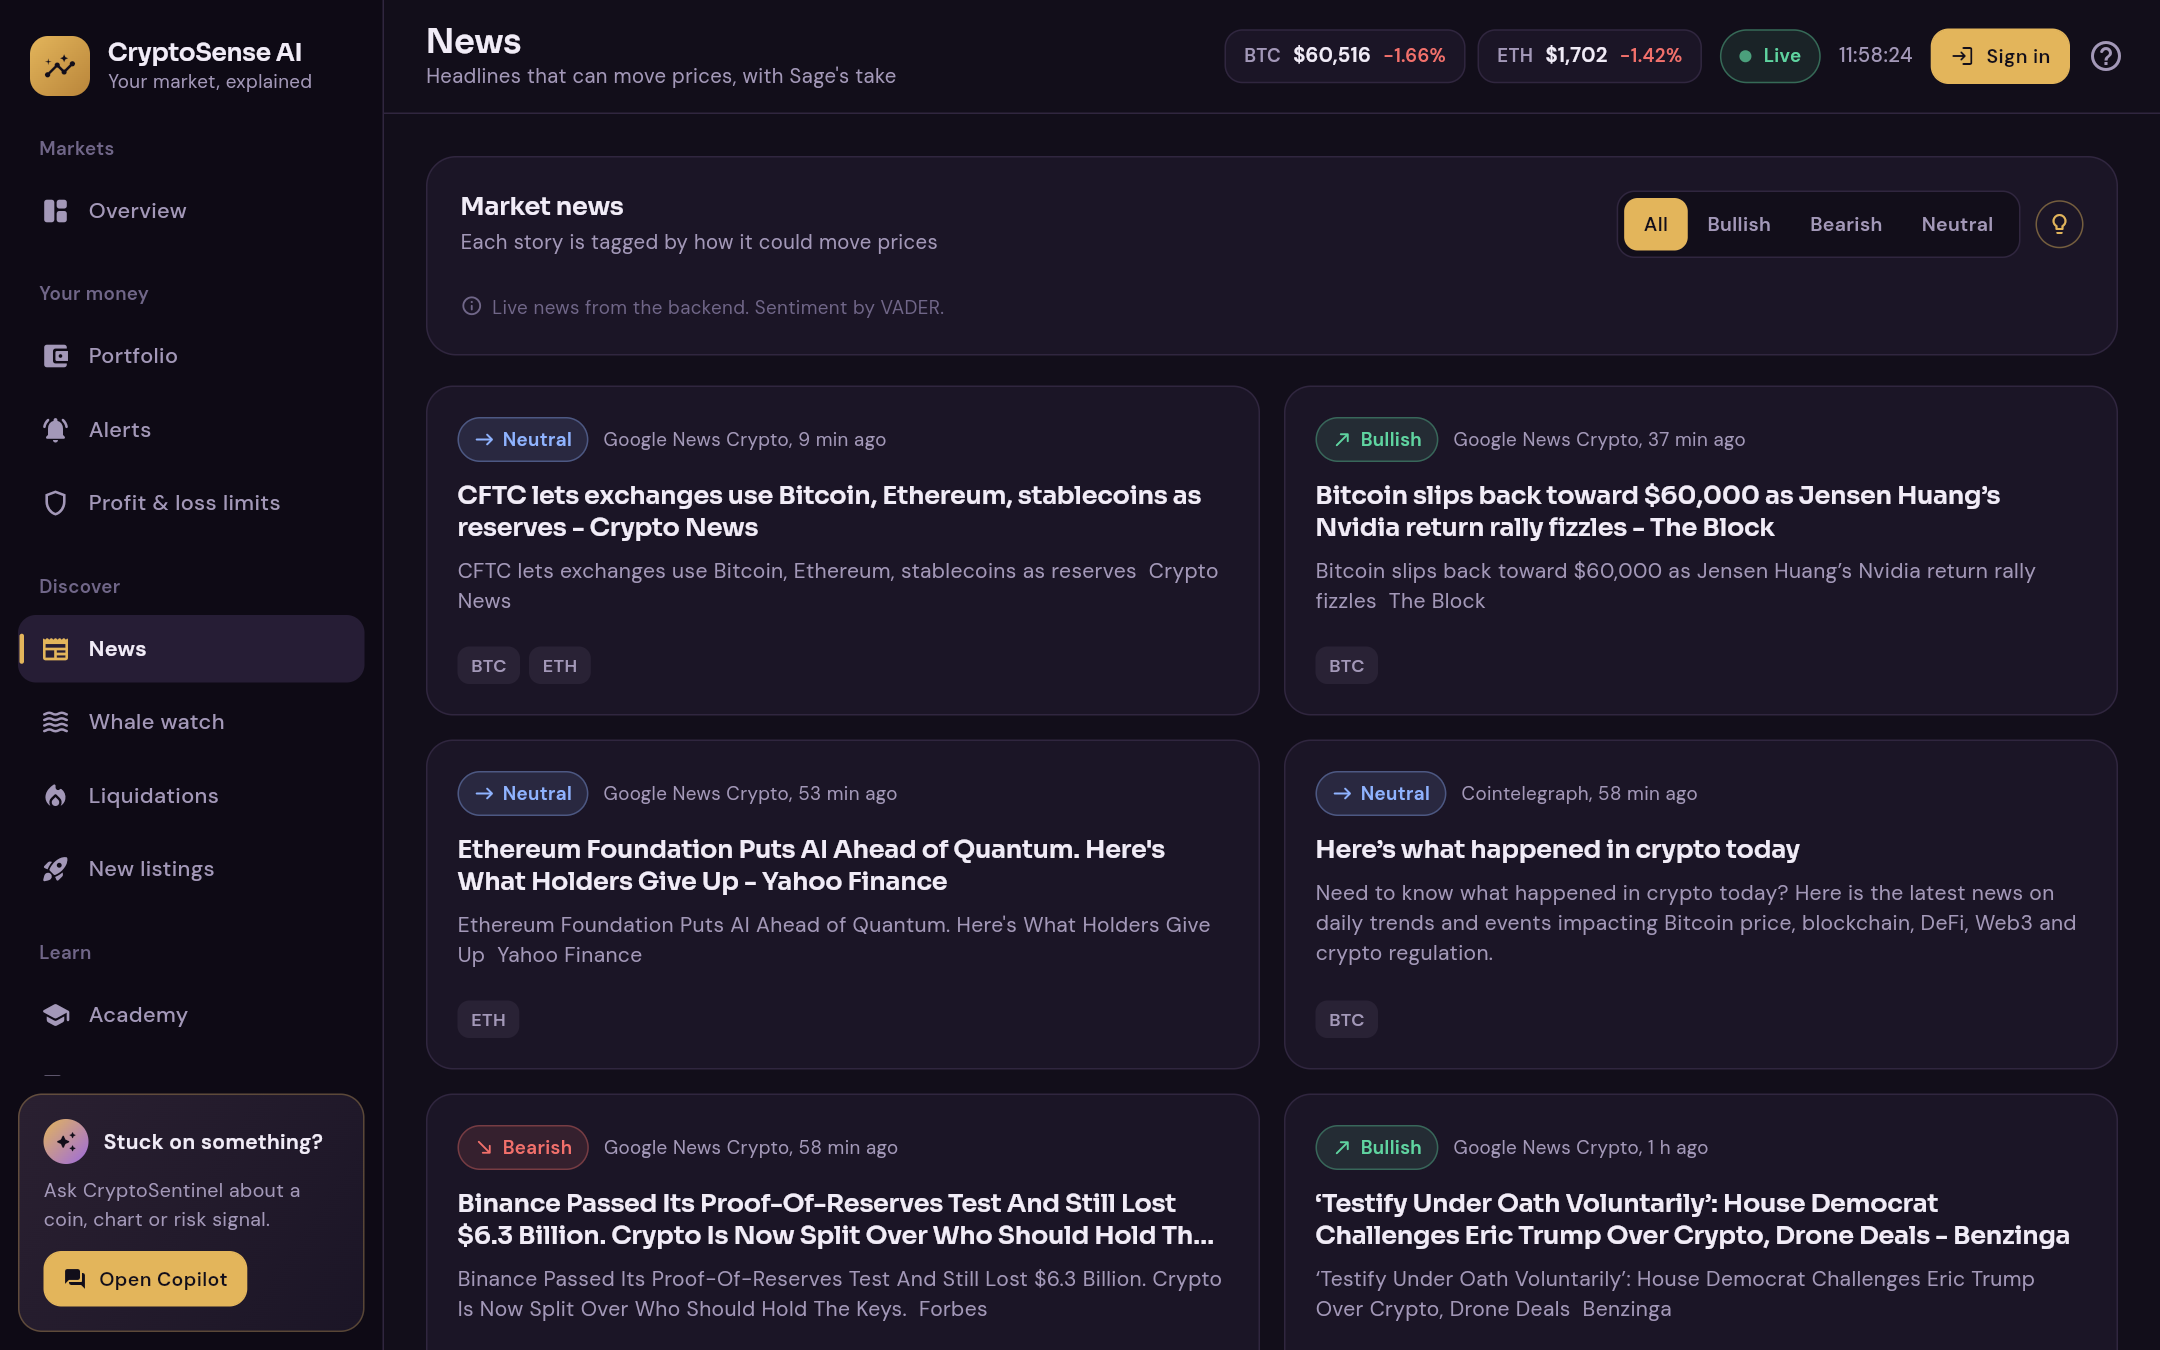 CryptoSense AI
Your market, explained
Markets
Overview
Your money
Portfolio
Alerts
Profit & loss limits
Discover
News
Whale watch
Liquidations
New listings
Learn
Academy
Stuck on something?
Ask CryptoSentinel about a
coin, chart or risk signal.
Open Copilot
News
Headlines that can move prices, with Sage's take
BTC $60,516 -1.66%
ETH $1,702 -1.42%
Live
11:58:24
Sign in
Market news
Each story is tagged by how it could move prices
All
Bullish
Bearish
Neutral
Live news from the backend. Sentiment by VADER.
Neutral
Google News Crypto, 9 min ago
CFTC lets exchanges use Bitcoin, Ethereum, stablecoins as
reserves - Crypto News
CFTC lets exchanges use Bitcoin, Ethereum, stablecoins as reserves  Crypto
News
BTC
ETH
Bullish
Google News Crypto, 37 min ago
Bitcoin slips back toward $60,000 as Jensen Huang’s
Nvidia return rally fizzles - The Block
Bitcoin slips back toward $60,000 as Jensen Huang’s Nvidia return rally
fizzles  The Block
BTC
Neutral
Google News Crypto, 53 min ago
Ethereum Foundation Puts AI Ahead of Quantum. Here's
What Holders Give Up - Yahoo Finance
Ethereum Foundation Puts AI Ahead of Quantum. Here's What Holders Give
Up  Yahoo Finance
ETH
Neutral
Cointelegraph, 58 min ago
Here’s what happened in crypto today
Need to know what happened in crypto today? Here is the latest news on
daily trends and events impacting Bitcoin price, blockchain, DeFi, Web3 and
crypto regulation.
BTC
Bearish
Google News Crypto, 58 min ago
Binance Passed Its Proof-Of-Reserves Test And Still Lost
$6.3 Billion. Crypto Is Now Split Over Who Should Hold Th...
Binance Passed Its Proof-Of-Reserves Test And Still Lost $6.3 Billion. Crypto
Is Now Split Over Who Should Hold The Keys.  Forbes
Bullish
Google News Crypto, 1 h ago
‘Testify Under Oath Voluntarily’: House Democrat
Challenges Eric Trump Over Crypto, Drone Deals - Benzinga
‘Testify Under Oath Voluntarily’: House Democrat Challenges Eric Trump
Over Crypto, Drone Deals  Benzinga